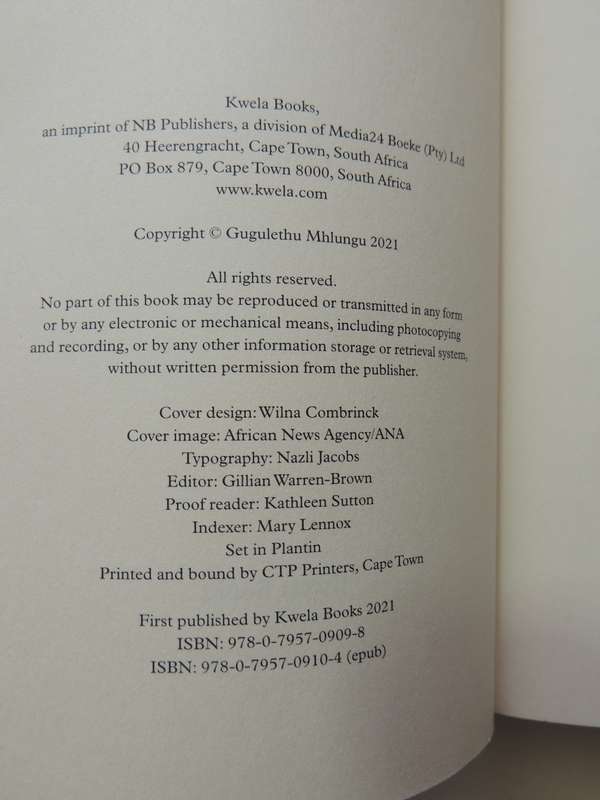 Kwela Books,
an imprint of NB Publishers, a division of Media24 Boeke (Pty) Ltd
40 Heerengracht, Cape Town, South Africa
PO Box 879, Cape Town 8000, South Africa
www.kwela.com
Copyright © Gugulethu Mhlungu 2021
All rights reserved.
No part of this book may be reproduced or transmitted in any form
or by any electronic or mechanical means, including photocopying
and recording, or by any other information storage or retrieval system,
without written permission from the publisher.
Cover design: Wilna Combrinck
Cover image: African News Agency/ANA
Typography: Nazli Jacobs
Editor: Gillian Warren-Brown
Proof reader: Kathleen Sutton
Indexer: Mary Lennox
Set in Plantin
Printed and bound by CTP Printers, Cape Town
First published by Kwela Books 2021
ISBN: 978-0-7957-0909-8
ISBN: 978-0-7957-0910-4 (epub)